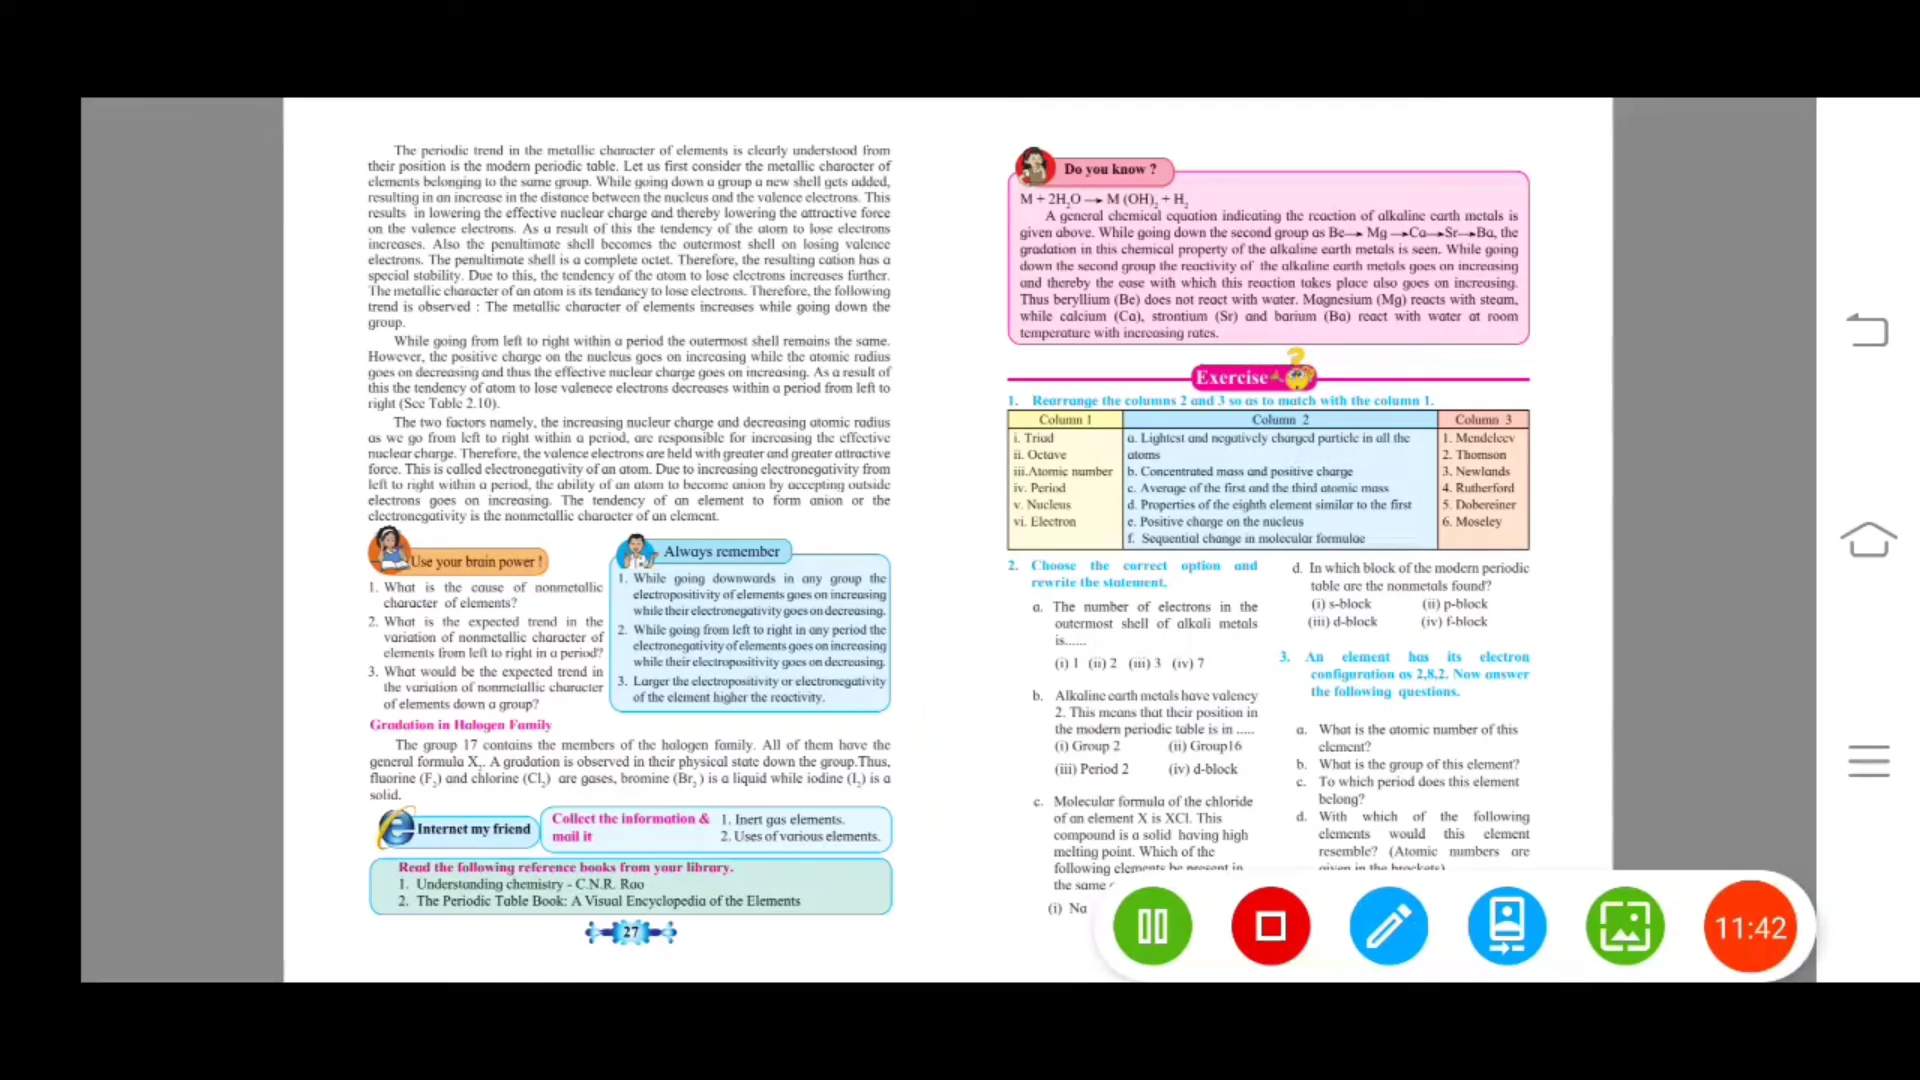 The periodic trend in the metallic character of elements is clearly understood from
their position is the modern periodic table. Let us first consider the metallic character of
elements belonging to the same group. While going down a group a new shell gets added,
resulting in an increase in the distance between the nucleus and the valence electrons. This
results in lowering the effective nuclear charge and thereby lowering the attractive force
on the valence electrons. As a result of this the tendency of the atom to lose electrons
increases. Also the penultimate shell becomes the outermost shell on losing valence
electrons. The penultimate shell is a complete octet. Therefore, the resulting cation has a
special stability. Due to this, the tendency of the atom to lose electrons increases further.
The metallic character of an atom is its tendancy to lose electrons. Therefore, the following
trend is observed : The metallic character of elements increases while going down the
group.
While going from left to right within a period the outermost shell remains the same.
However, the positive charge on the nucleus goes on increasing while the atomic radius
goes on decreasing and thus the effective nuclear charge goes on increasing. As a result of
this the tendency of atom to lose valenece electrons decreases within a period from left to
right (See Table 2.10).
The two factors namely, the increasing nuclear charge and decreasing atomic radius
as we go from left to right within a period, are responsible for increasing the effective
nuclear charge. Therefore, the valence electrons are held with greater and greater attractive
force. This is called electronegativity of an atom. Due to increasing electronegativity from
left to right within a period, the ability of an atom to become anion by accepting outside
electrons goes on increasing. The tendency of an element to form anion or the
electronegativity is the nonmetallic character of an element.
Use your brain power !
1. What is the cause of nonmetallic
character of elements?
2. What is the expected trend in the
variation of nonmetallic character of
elements from left to right in a period?
3. What would be the expected trend in
the variation of nonmetallic character
of elements down a group?
Always remember
1. While going downwards in any group the
electropositivity of elements goes on increasing
while their electronegativity goes on decreasing.
2. While going from left to right in any period the
electronegativity of elements goes on increasing
while their electropositivity goes on decreasing.
3. Larger the electropositivity or electronegativity
of the element higher the reactivity.
Gradation in Halogen Family
The group 17 contains the members of the halogen family. All of them have the
general formula X₂. A gradation is observed in their physical state down the group.Thus,
fluorine (F₂) and chlorine (Cl₂) are gases, bromine (Br₂) is a liquid while iodine (I₂) is a
solid.
Internet my friend
Collect the information &
mail it
1. Inert gas elements.
2. Uses of various elements.
Read the following reference books from your library.
1. Understanding chemistry - C.N.R. Rao
2. The Periodic Table Book: A Visual Encyclopedia of the Elements
27
Do you know ?
M + 2H₂O → M (OH)₂ + H₂
A general chemical equation indicating the reaction of alkaline earth metals is
given above. While going down the second group as Be→ Mg →Ca→Sr→Ba, the
gradation in this chemical property of the alkaline earth metals is seen. While going
down the second group the reactivity of the alkaline earth metals goes on increasing
and thereby the ease with which this reaction takes place also goes on increasing.
Thus beryllium (Be) does not react with water. Magnesium (Mg) reacts with steam,
while calcium (Ca), strontium (Sr) and barium (Ba) react with water at room
temperature with increasing rates.
Exercise
1. Rearrange the columns 2 and 3 so as to match with the column 1.
Column 1
i. Triad
ii. Octave
iii.Atomic number
iv. Period
v. Nucleus
vi. Electron
Column 2
a. Lightest and negatively charged particle in all the
atoms
b. Concentrated mass and positive charge
c. Average of the first and the third atomic mass
d. Properties of the eighth element similar to the first
e. Positive charge on the nucleus
f. Sequential change in molecular formulae
Column 3
1. Mendeleev
2. Thomson
3. Newlands
4. Rutherford
5. Dobereiner
6. Moseley
2. Choose the correct option and
rewrite the statement.
a. The number of electrons in the
outermost shell of alkali metals
is......
(i) 1 (ii) 2 (iii) 3 (iv) 7
b. Alkaline earth metals have valency
2. This means that their position in
the modern periodic table is in .....
(i) Group 2 (ii) Group16
(iii) Period 2 (iv) d-block
c. Molecular formula of the chloride
of an element X is XCl. This
compound is a solid having high
melting point. Which of the
following elements be present in
the same
(i) Na
d. In which block of the modern periodic
table are the nonmetals found?
(i) s-block (ii) p-block
(iii) d-block (iv) f-block
3. An element has its electron
configuration as 2,8,2. Now answer
the following questions.
a. What is the atomic number of this
element?
b. What is the group of this element?
c. To which period does this element
belong?
d. With which of the following
elements would this element
resemble? (Atomic numbers are
given in the brackets)
11:42